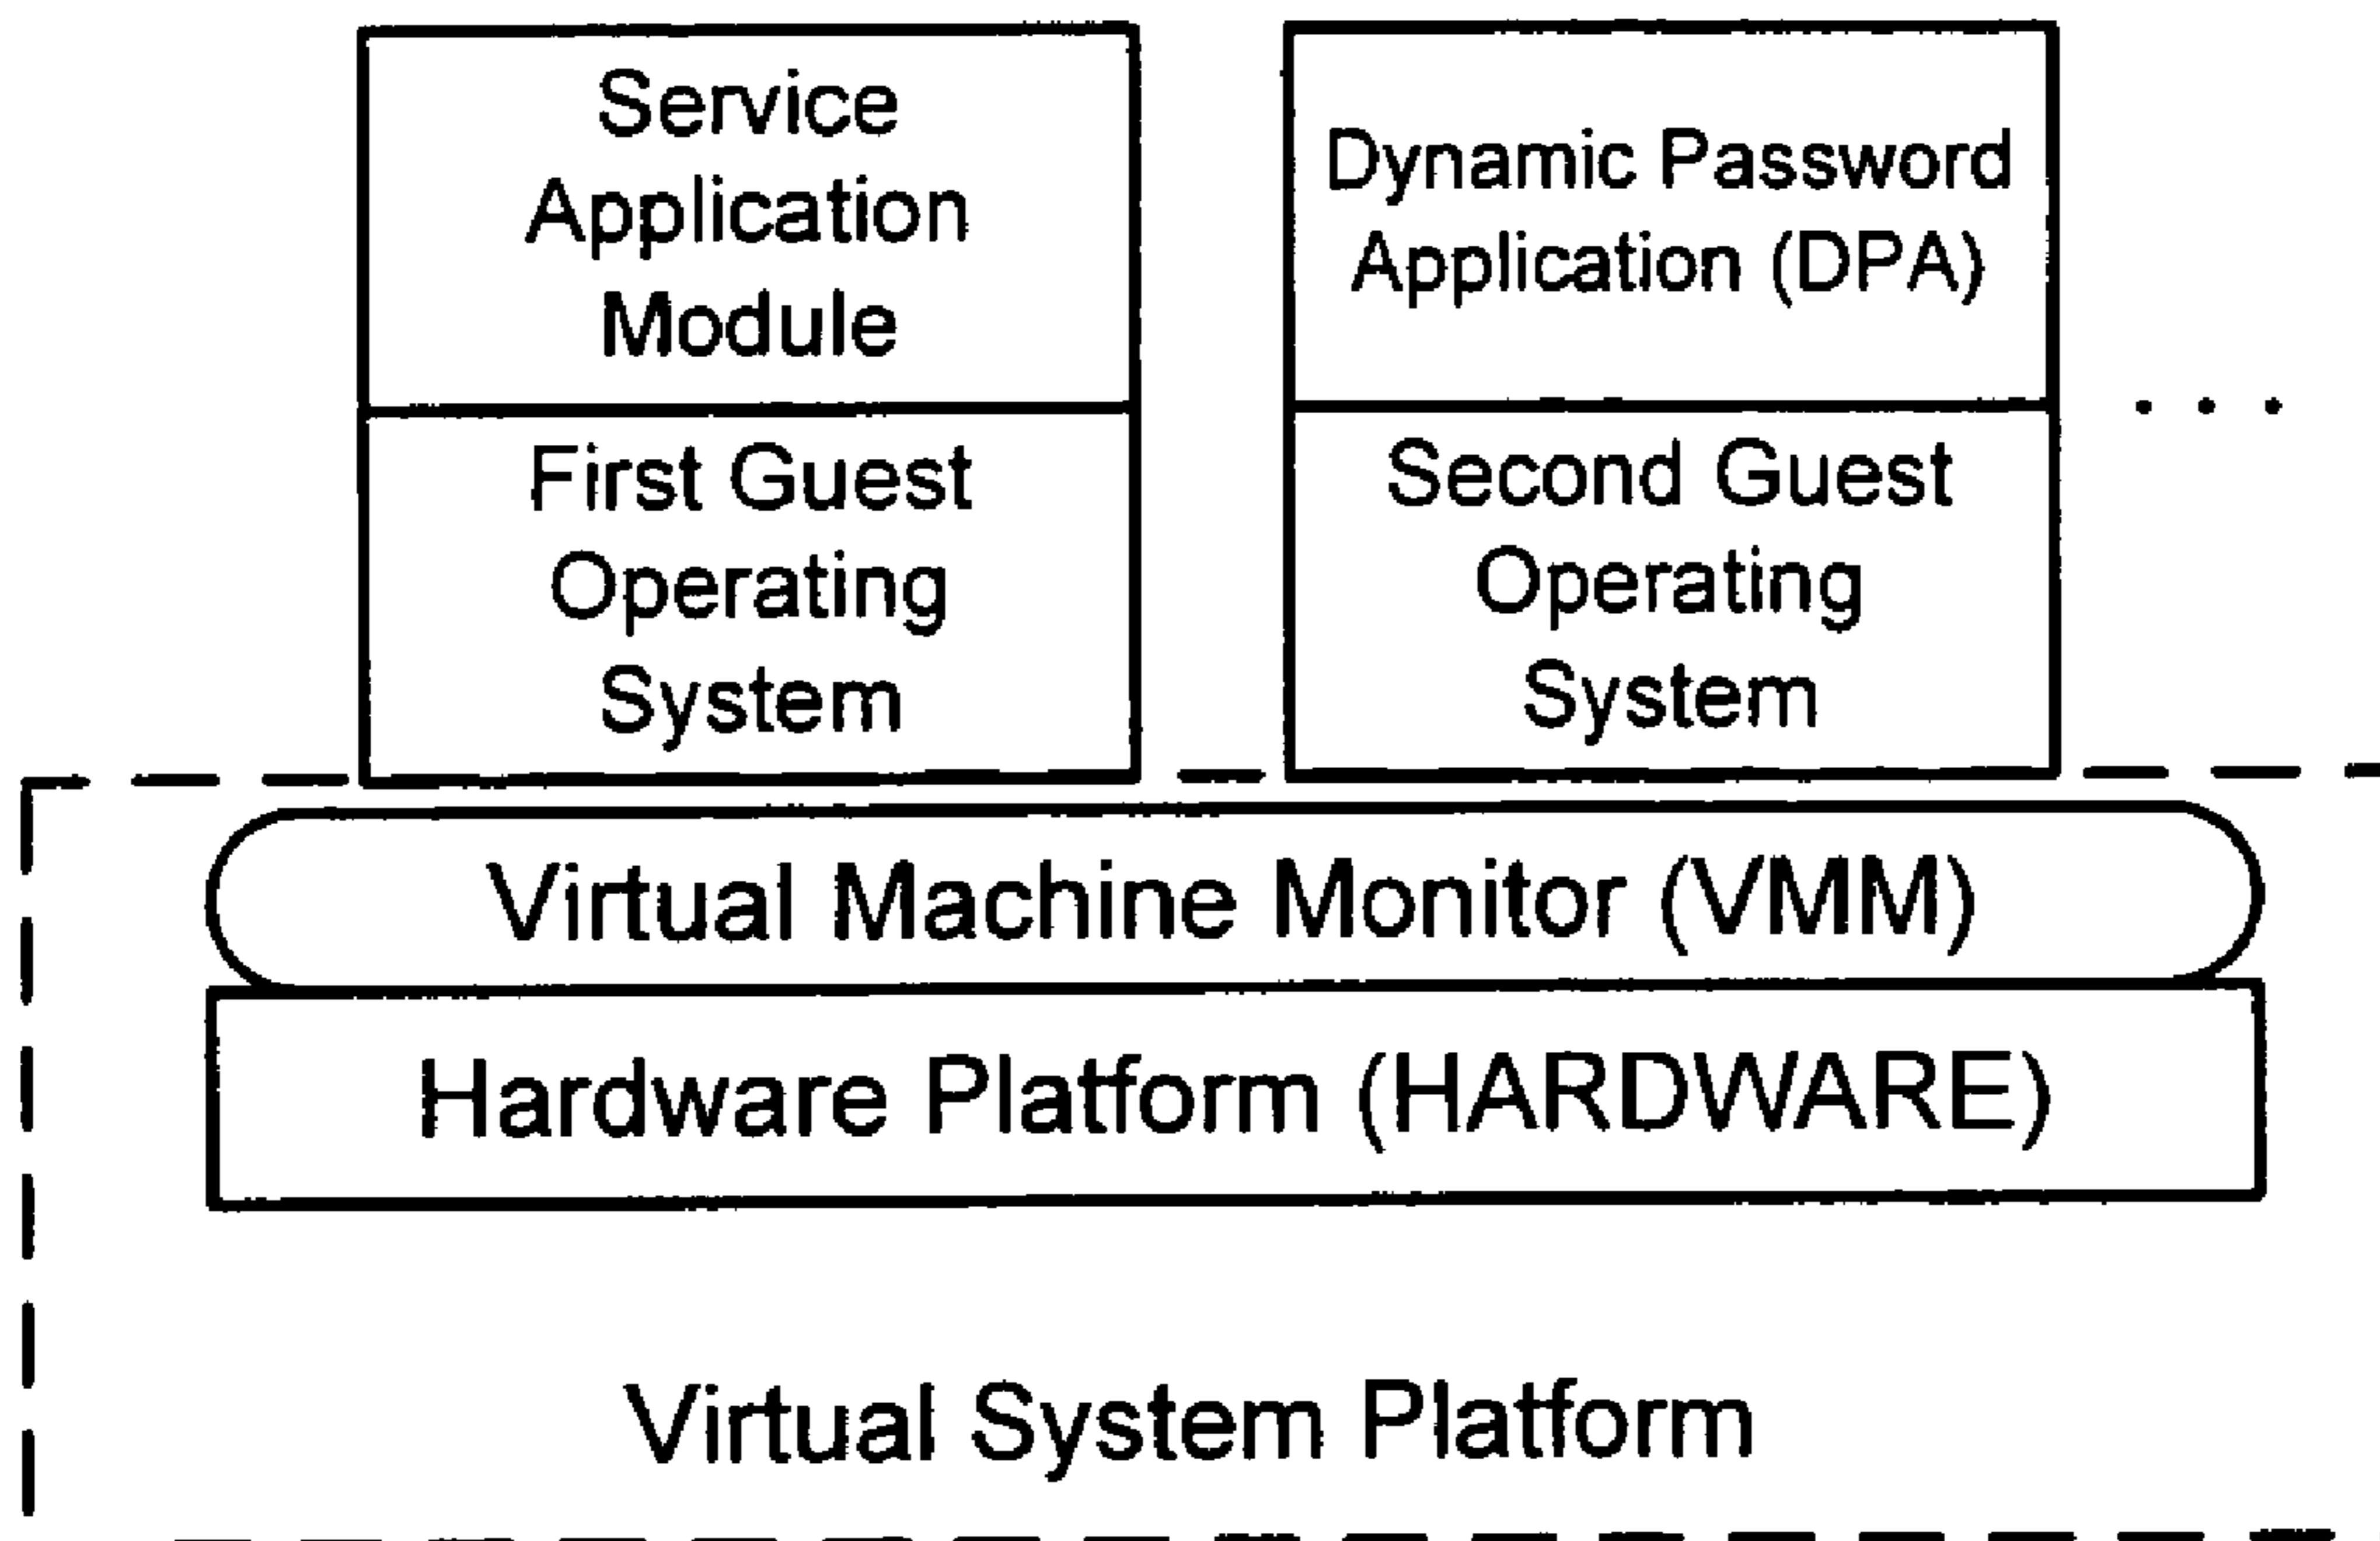 Service
Application
Module
First Guest
Operating
System
Dynamic Password
Application (DPA)
Second Guest
Operating
System
. . .
Virtual Machine Monitor (VMM)
Hardware Platform (HARDWARE)
Virtual System Platform